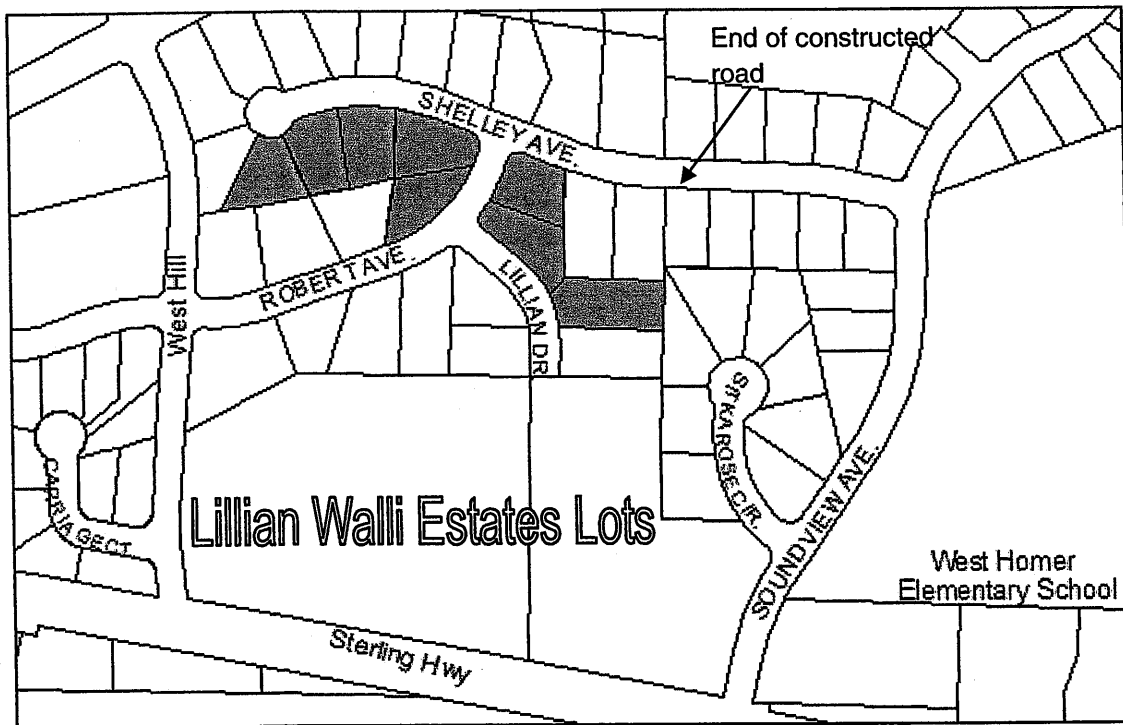 End of constructed
road
SHELLEY AVE.
ROBERT AVE.
LILLIAN DR
West Hill
SITKA ROSE CIR.
CARRIAGE CT.
Lillian Walli Estates Lots
SOUNDVIEW AVE.
West Homer
Elementary School
Sterling Hwy